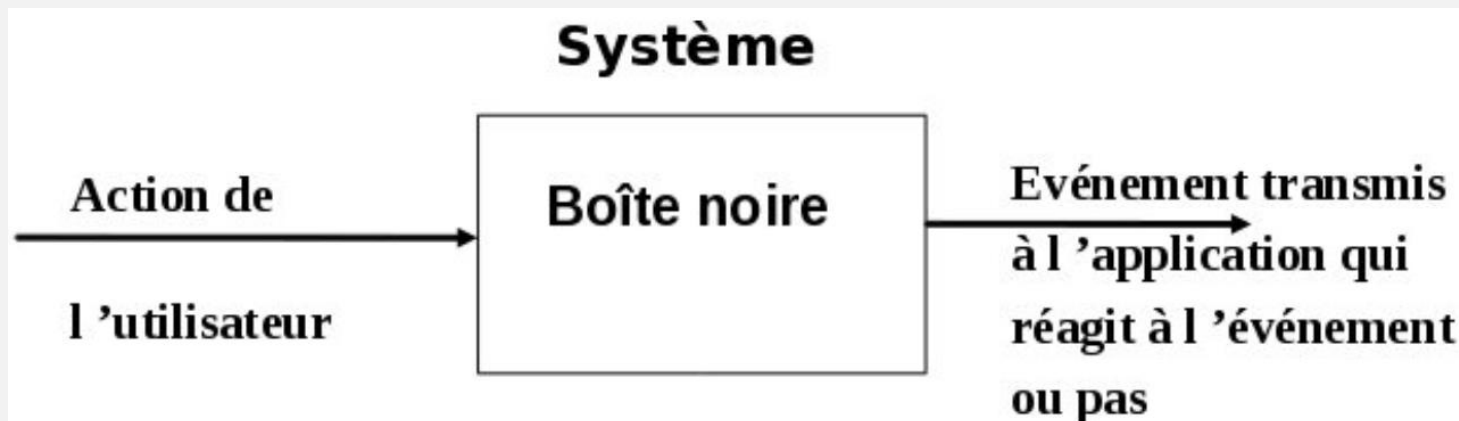 Système
Action de
l ’utilisateur
Boîte noire
Evénement transmis
à l ’application qui
réagit à l ’événement
ou pas